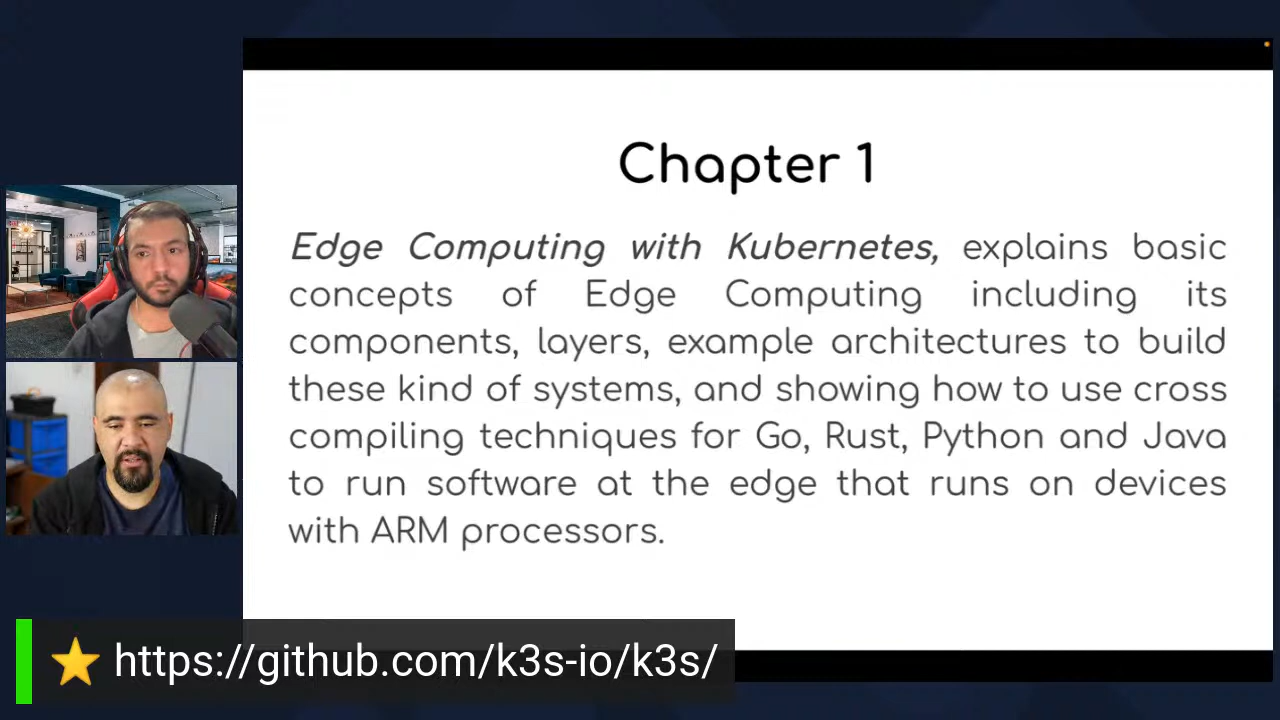 Chapter 1
Edge Computing with Kubernetes, explains basic
concepts of Edge Computing including its
components, layers, example architectures to build
these kind of systems, and showing how to use cross
compiling techniques for Go, Rust, Python and Java
to run software at the edge that runs on devices
with ARM processors.
https://github.com/k3s-io/k3s/